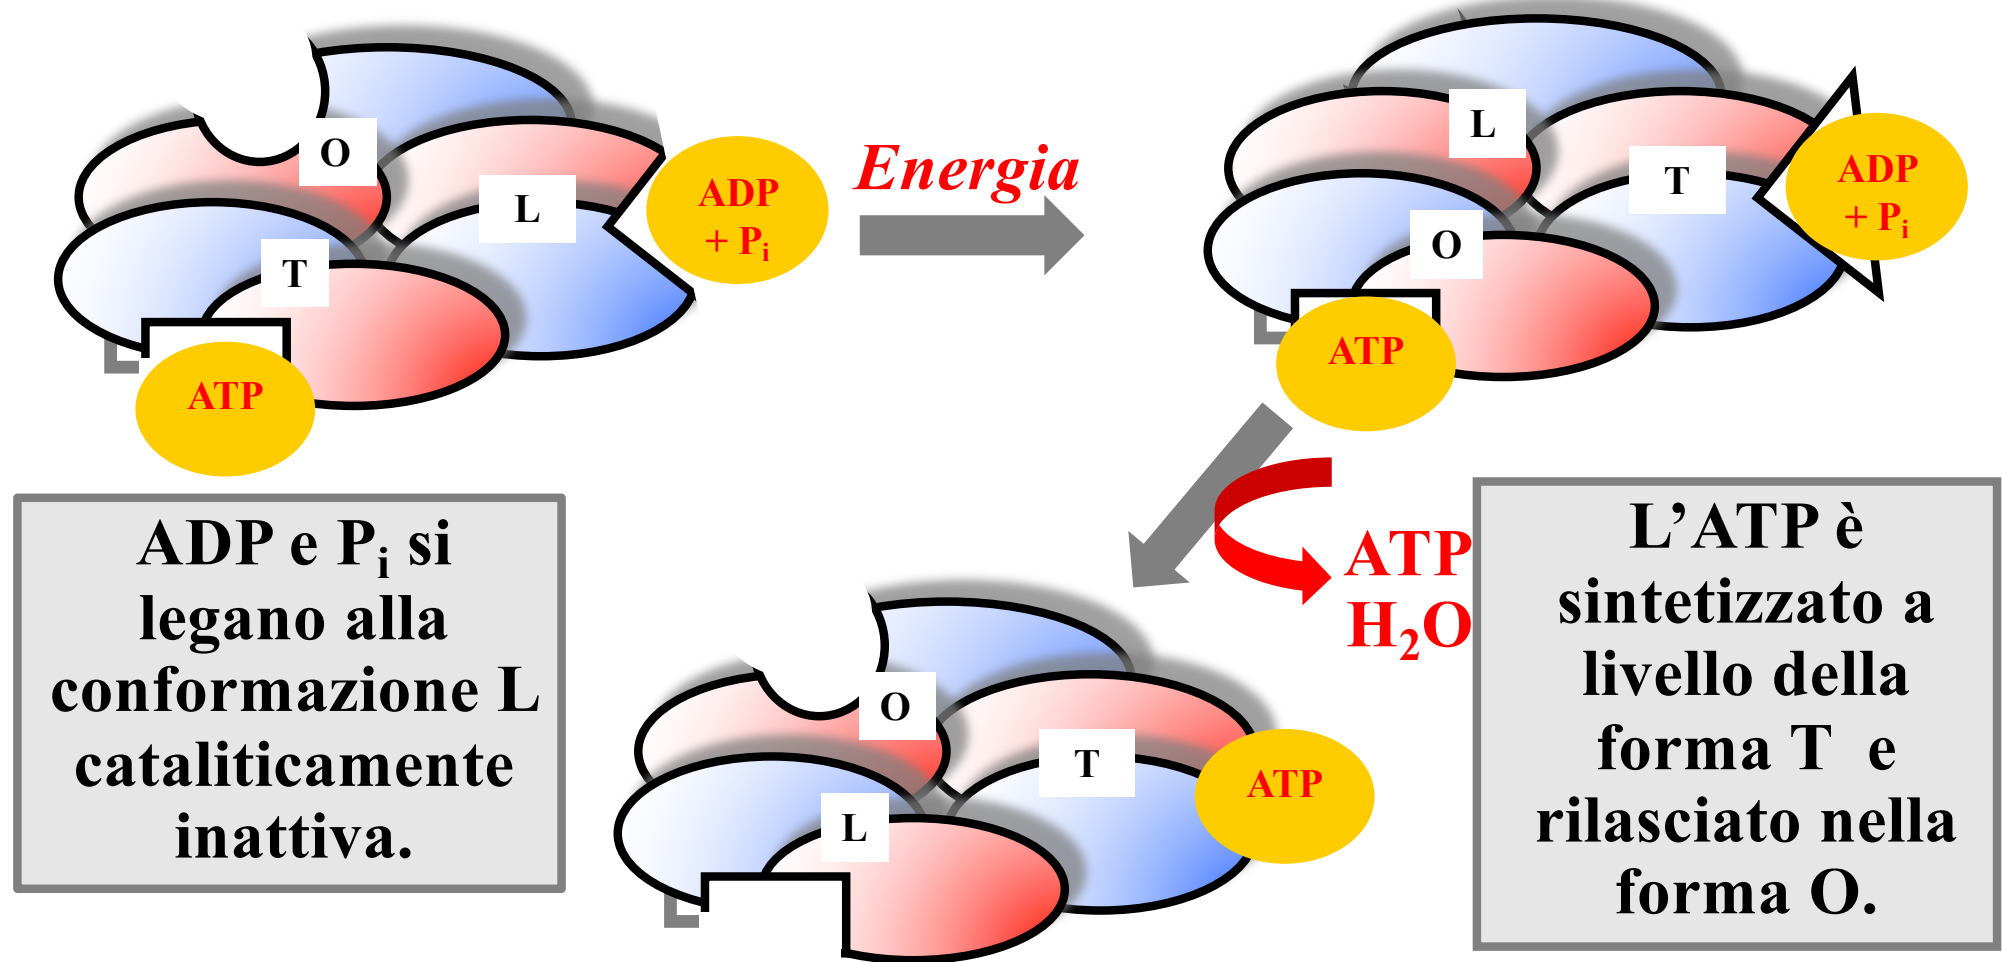 O
L
T
ADP
+ Pi
ATP
Energia
L
T
O
ADP
+ Pi
ATP
ATP
H2O
O
T
L
ATP
ADP e Pi si
legano alla
conformazione L
cataliticamente
inattiva.
L’ATP è
sintetizzato a
livello della
forma T e
rilasciato nella
forma O.